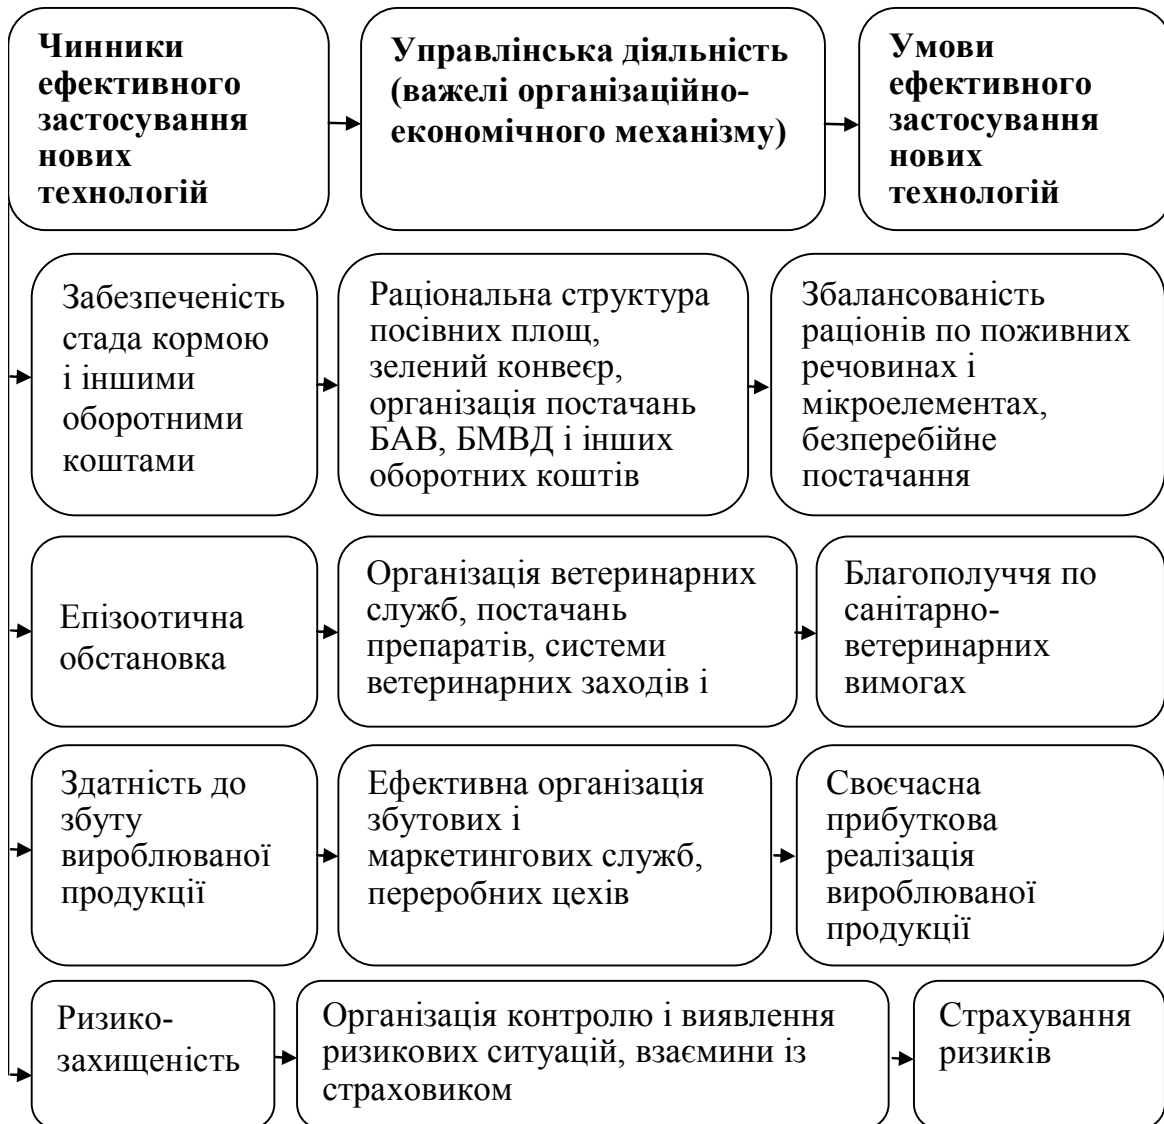 Чинники
ефективного
застосування
нових
технологій
Управлінська діяльність
(важелі організаційно-
економічного механізму)
Умови
ефективного
застосування
нових
технологій
Забезпеченість
стада кормою
і іншими
оборотними
коштами
Раціональна структура
посівних площ,
зелений конвеєр,
організація постачань
БАВ, БМВД і інших
оборотних коштів
Збалансованість
раціонів по поживних
речовинах і
мікроелементах,
безперебійне
постачання
Епізоотична
обстановка
Організація ветеринарних
служб, постачань
препаратів, системи
ветеринарних заходів і
Благополуччя по
санітарно-
ветеринарних
вимогах
Здатність до
збуту
вироблюваної
продукції
Ефективна організація
збутових і
маркетингових служб,
переробних цехів
Своєчасна
прибуткова
реалізація
вироблюваної
продукції
Ризико-
захищеність
Організація контролю і виявлення
ризикових ситуацій, взаємини із
страховиком
Страхування
ризиків